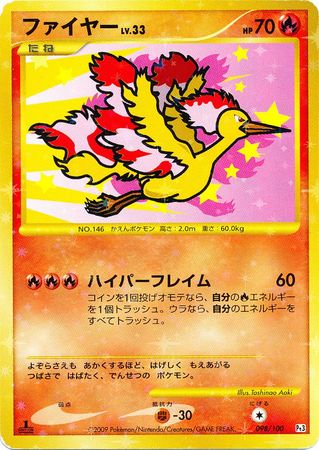 ファイヤー LV.33 HP 70
たね
NO.146 かえんポケモン 高さ:2.0m 重さ:60.0kg
ハイパーフレイム 60
コインを1回投げオモテなら、自分の エネルギー
を1個トラッシュ。ウラなら、自分の エネルギーを
すべてトラッシュ。
よぞらさえも あかくするほど、はげしく もえあがる
つばさで はばたく、でんせつの ポケモン。
Illus. Toshinao Aoki
弱点 抵抗力 -30 にげる
1 EDITION
©2009 Pokémon/Nintendo/Creatures/GAME FREAK. 098/100 Pt3